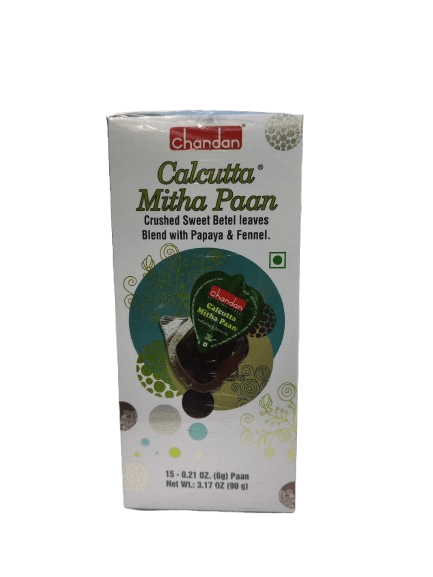 Chandan
Calcutta®
Mitha Paan
Crushed Sweet Betel leaves
Blend with Papaya & Fennel.
Chandan
Calcutta
Mitha Paan
15 - 0.21 OZ. (6g) Paan
Net Wt.: 3.17 OZ (90 g)